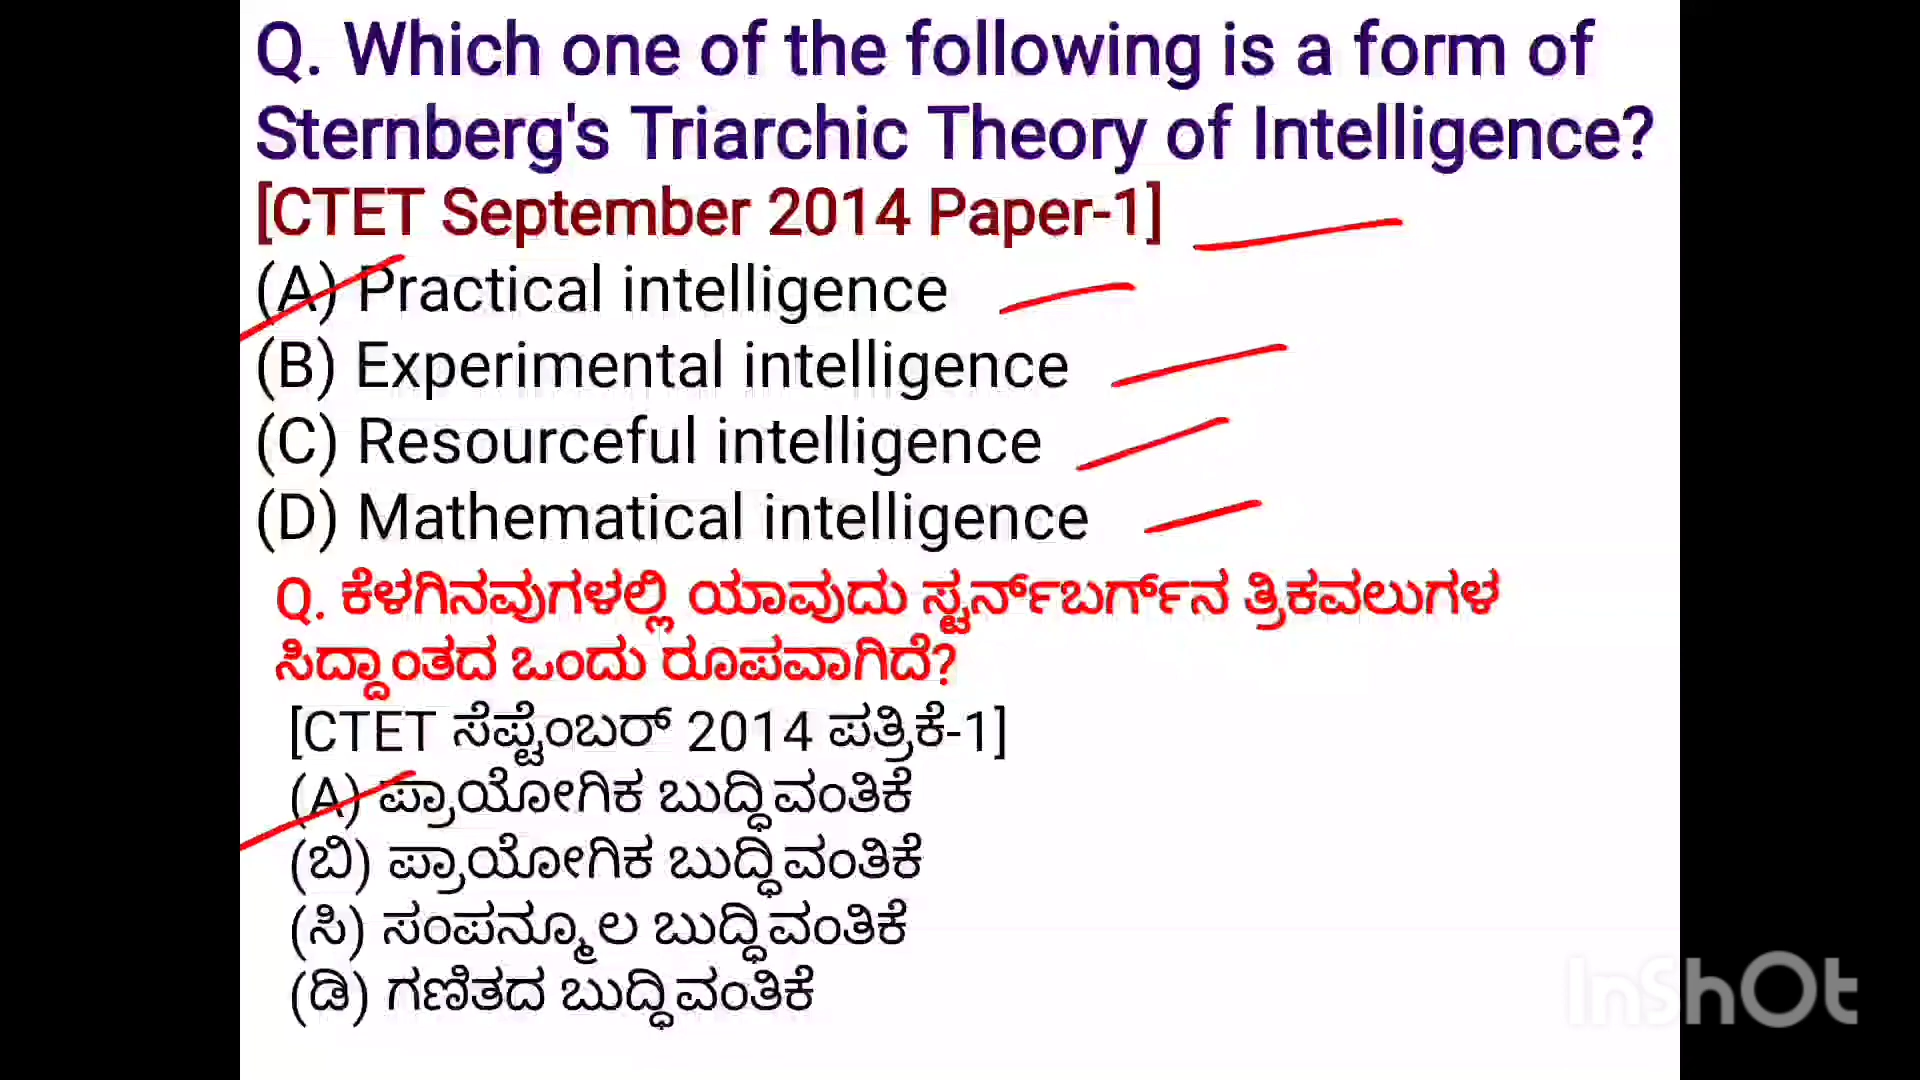 Q. Which one of the following is a form of
Sternberg's Triarchic Theory of Intelligence?
[CTET September 2014 Paper-1]
(A) Practical intelligence
(B) Experimental intelligence
(C) Resourceful intelligence
(D) Mathematical intelligence
Q. ಕೆಳಗಿನವುಗಳಲ್ಲಿ ಯಾವುದು ಸ್ಟರ್ನ್‌ಬರ್ಗ್‌ನ ತ್ರಿಕವಲುಗಳ
ಸಿದ್ದಾಂತದ ಒಂದು ರೂಪವಾಗಿದೆ?
[CTET ಸೆಪ್ಟೆಂಬರ್ 2014 ಪತ್ರಿಕೆ-1]
(A) ಪ್ರಾಯೋಗಿಕ ಬುದ್ಧಿವಂತಿಕೆ
(ಬಿ) ಪ್ರಾಯೋಗಿಕ ಬುದ್ಧಿವಂತಿಕೆ
(ಸಿ) ಸಂಪನ್ಮೂಲ ಬುದ್ಧಿವಂತಿಕೆ
(ಡಿ) ಗಣಿತದ ಬುದ್ಧಿವಂತಿಕೆ
InShOt